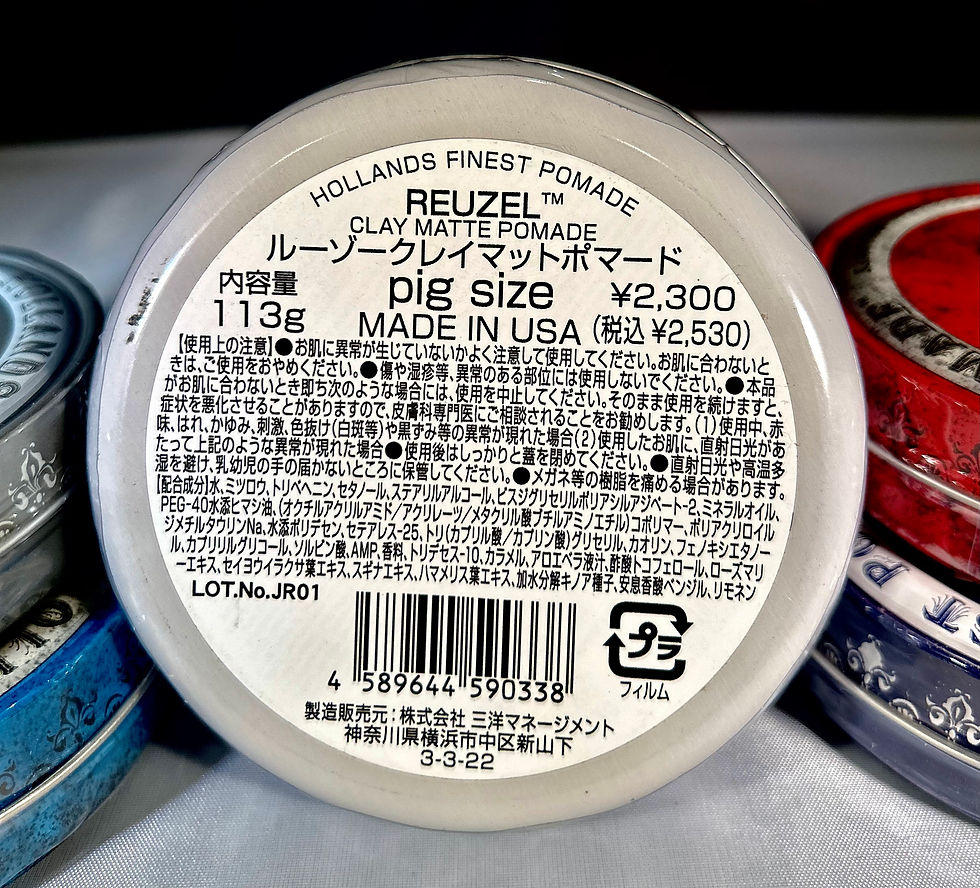 HOLLANDS FINEST POMADE
REUZEL™
CLAY MATTE POMADE
ルーゾークレイマットポマード
内容量
113g
pig size
¥2,300
MADE IN USA (税込 ¥2,530)
【使用上の注意】●お肌に異常が生じていないかよく注意して使用してください。お肌に合わないと
きは、ご使用をおやめください。●傷や湿疹等、異常のある部位には使用しないでください。●本品
がお肌に合わないとき即ち次のような場合には、使用を中止してください。そのまま使用を続けますと、
症状を悪化させることがありますので、皮膚科専門医にご相談されることをお勧めします。(1)使用中、赤
味、はれ、かゆみ、刺激、色抜け(白斑等)や黒ずみ等の異常が現れた場合(2)使用したお肌に、直射日光があ
たって上記のような異常が現れた場合●使用後はしっかりと蓋を閉めてください。●直射日光や高温多
湿を避け、乳幼児の手の届かないところに保管してください。●メガネ等の樹脂を痛める場合があります。
【配合成分】水、ミツロウ、トリベヘニン、セタノール、ステアリルアルコール、ビスジグリセリルポリアシルアジペート-2、ミネラルオイル、
PEG-40水添ヒマシ油、(オクチルアクリルアミド/アクリレーツ/メタクリル酸ブチルアミノエチル)コポリマー、ポリアクリロイル
ジメチルタウリンNa、水添ポリデセン、セテアレス-25、トリ(カプリル酸/カプリン酸)グリセリル、カオリン、フェノキシエタノー
ル、カプリリルグリコール、ソルビン酸、AMP、香料、トリデセス-10、カラメル、アロエベラ液汁、酢酸トコフェロール、ローズマリ
ーエキス、セイヨウイラクサ葉エキス、スギナエキス、ハマメリス葉エキス、加水分解キノア種子、安息香酸ベンジル、リモネン
LOT.No.JR01
4 589644 590338
プラ
フィルム
製造販売元:株式会社 三洋マネージメント
神奈川県横浜市中区新山下
3-3-22